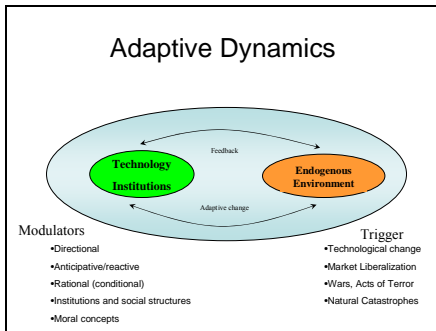 Adaptive Dynamics
Feedback
Technology
Institutions
Endogenous
Environment
Adaptive change
Modulators
•Directional
•Anticipative/reactive
•Rational (conditional)
•Institutions and social structures
•Moral concepts
Trigger
•Technological change
•Market Liberalization
•Wars, Acts of Terror
•Natural Catastrophes